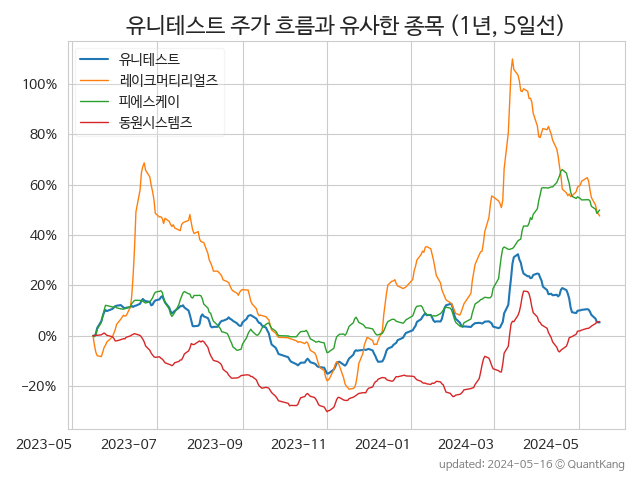 유니테스트 주가 흐름과 유사한 종목 (1년, 5일선)
유니테스트
레이크머티리얼즈
피에스케이
동원시스템즈
100%
80%
60%
40%
20%
0%
−20%
2023-05 2023-07 2023-09 2023-11 2024-01 2024-03 2024-05
updated: 2024-05-16 © QuantKang